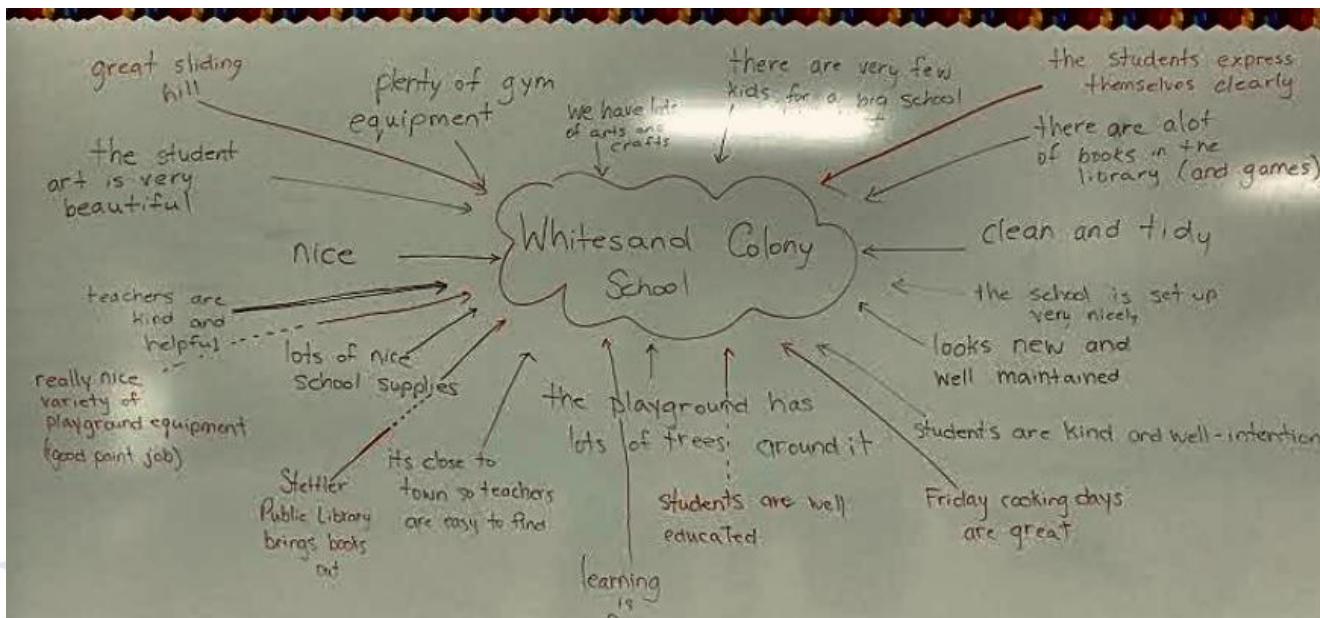 great sliding
hill
plenty of gym
equipment
we have lots
of arts and
crafts
there are very few
kids for a big school
the students express
themselves clearly
the student
art is very
beautiful
there are alot
of books in the
library (and games)
nice
Whitesand Colony
School
clean and tidy
teachers are
kind and
helpful
the school is set up
very nicely
lots of nice
school supplies
looks new and
well maintained
really nice
variety of
playground equipment
(good paint job)
the playground has
lots of trees around it
students are kind and well-intention
Stettler
Public Library
brings books
out
its close to
town so teachers
are easy to find
students are well
educated
Friday cooking days
are great
learning
is